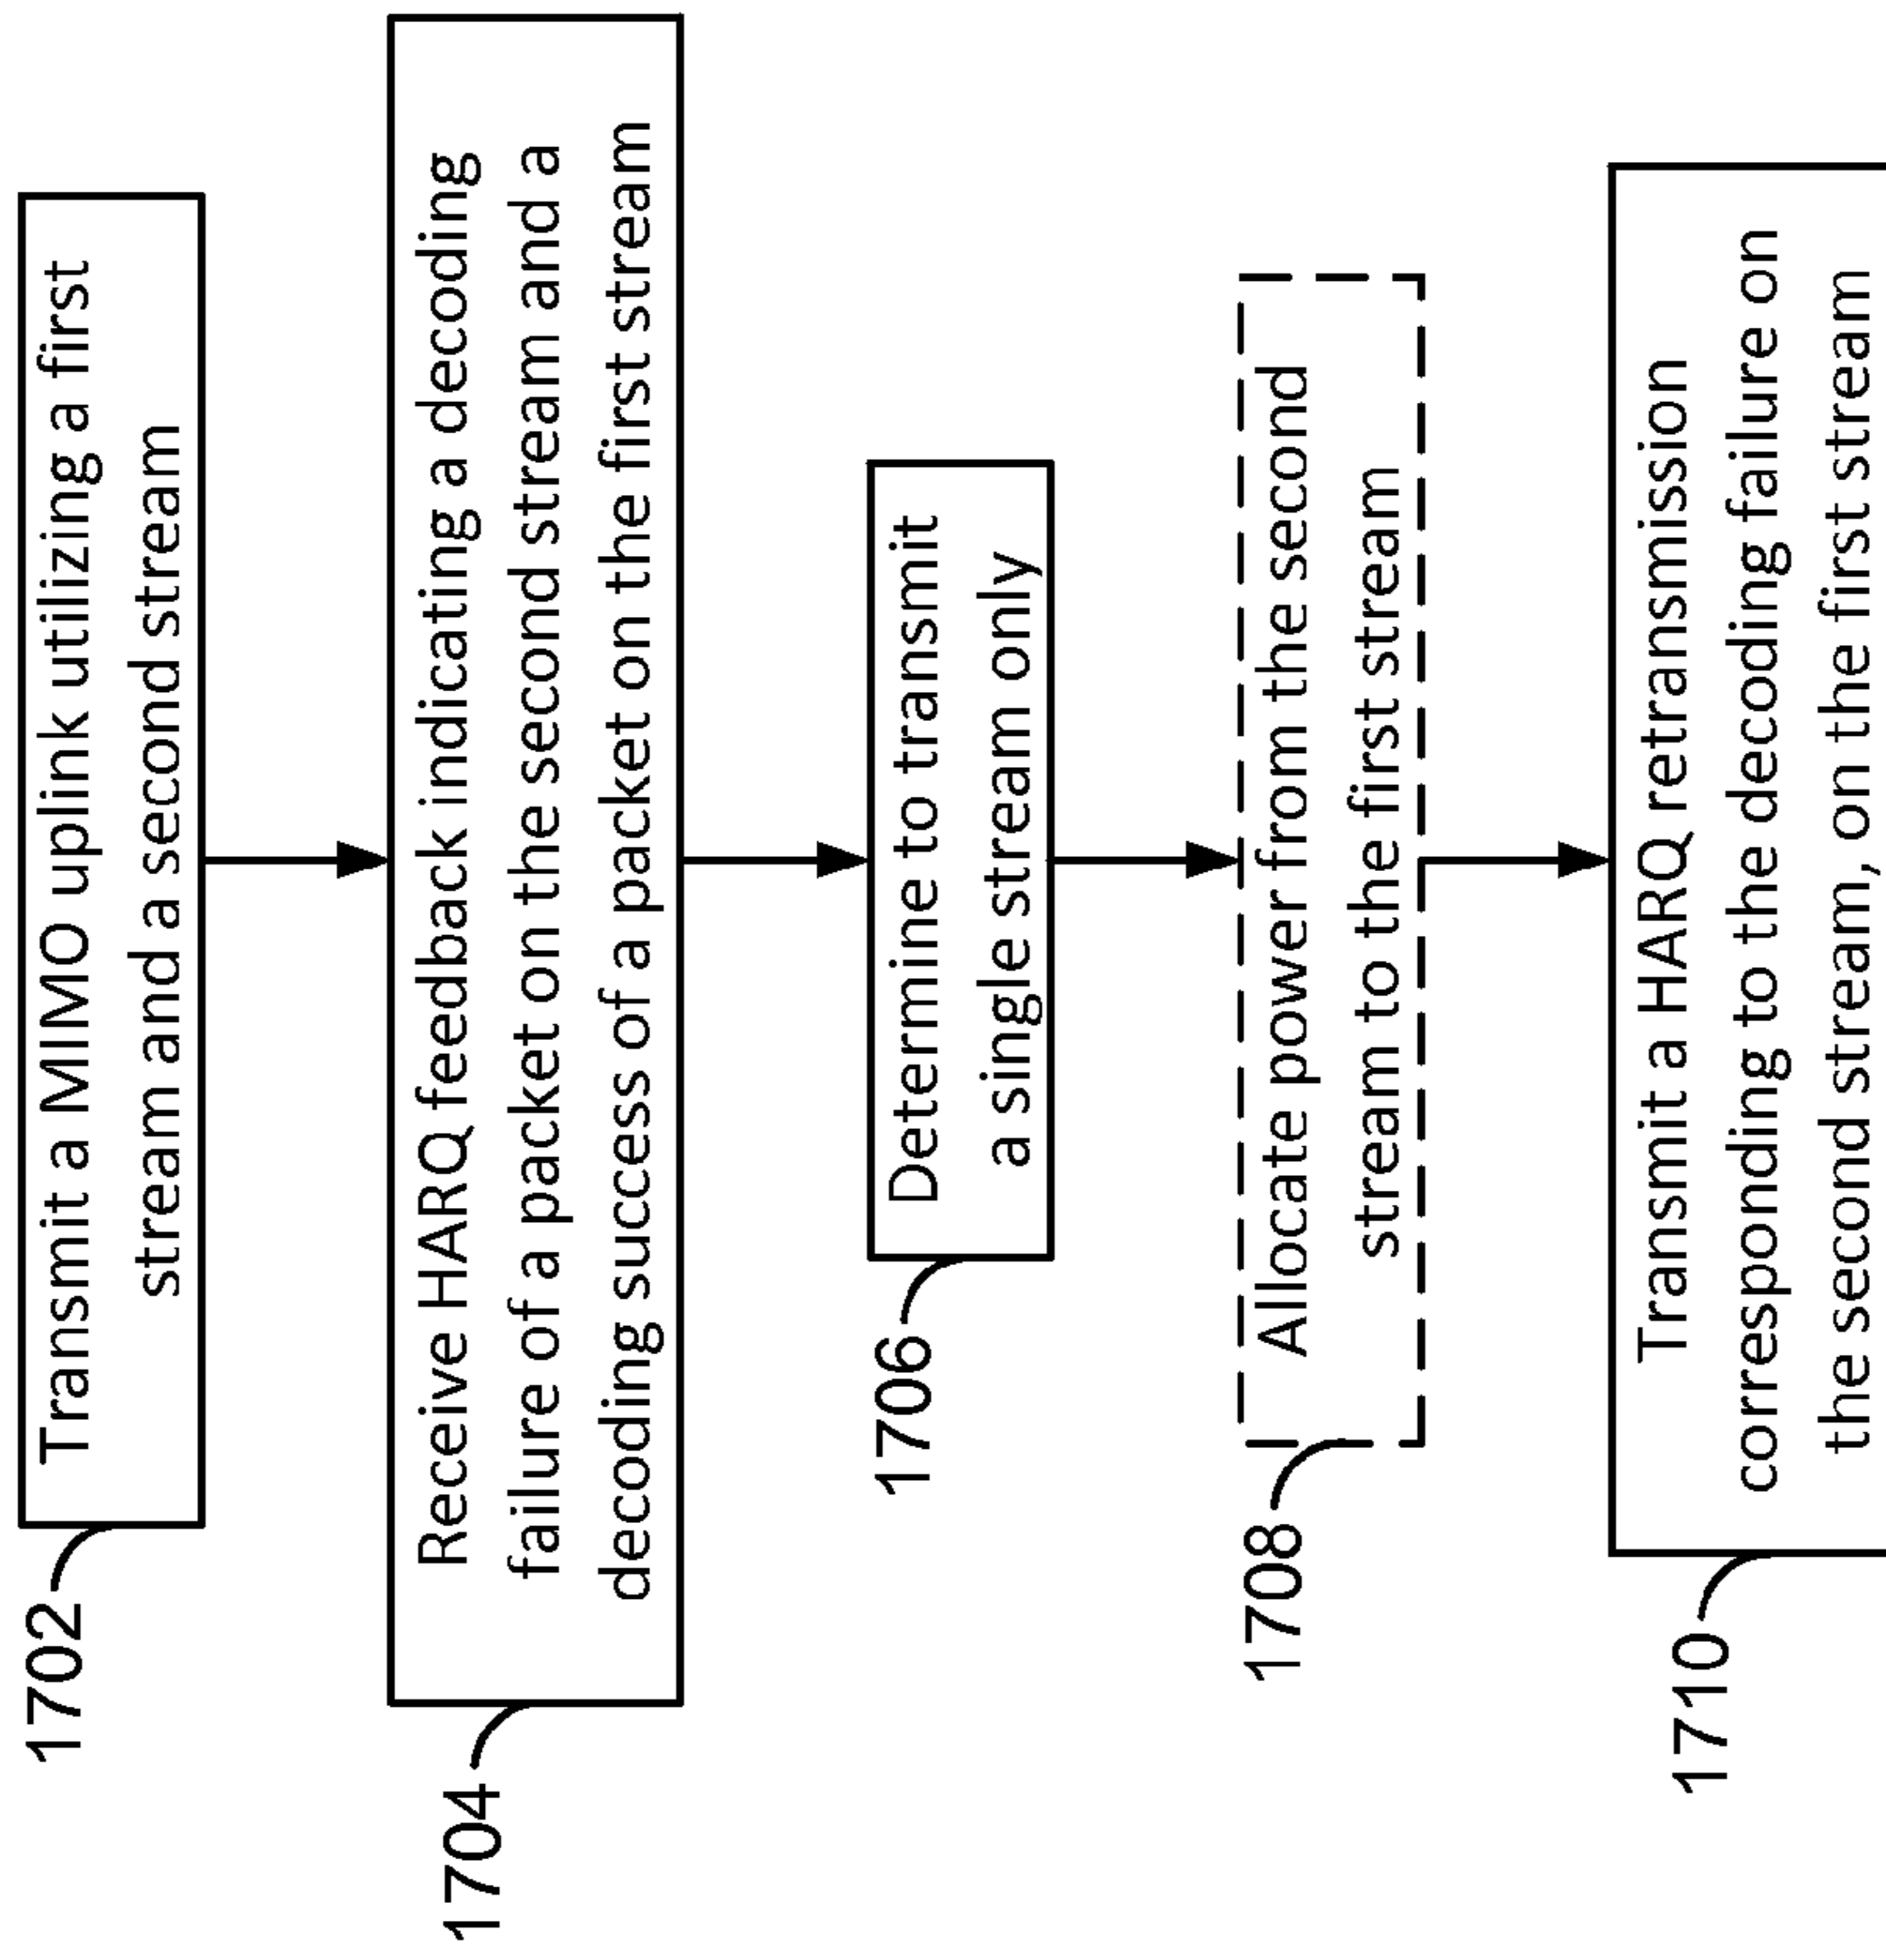 1702
Transmit a MIMO uplink utilizing a first
stream and a second stream
1704
Receive HARQ feedback indicating a decoding
failure of a packet on the second stream and a
decoding success of a packet on the first stream
1706
Determine to transmit
a single stream only
1708
Allocate power from the second
stream to the first stream
1710
Transmit a HARQ retransmission
corresponding to the decoding failure on
the second stream, on the first stream